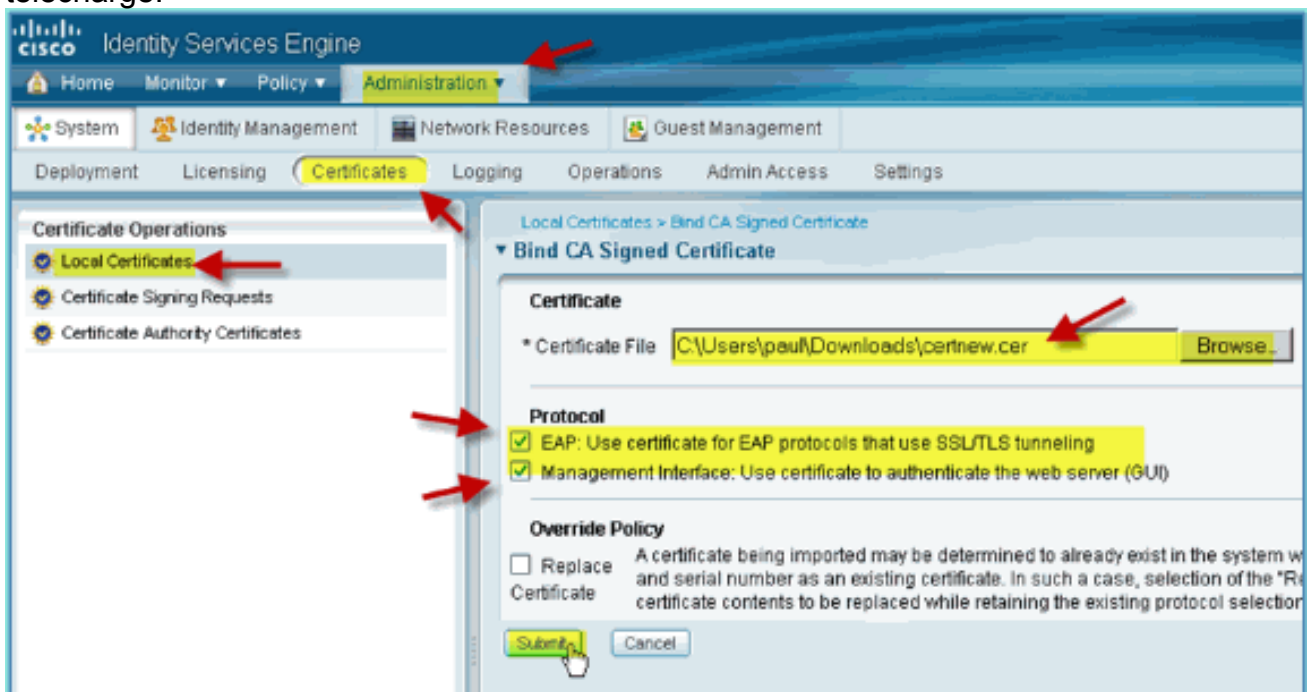 télécharge.
cisco Identity Services Engine
Home Monitor ▼ Policy ▼ Administration ▼
System Identity Management Network Resources Guest Management
Deployment Licensing Certificates Logging Operations Admin Access Settings
Certificate Operations
Local Certificates
Certificate Signing Requests
Certificate Authority Certificates
Local Certificates > Bind CA Signed Certificate
▼ Bind CA Signed Certificate
Certificate
* Certificate File C:\Users\paul\Downloads\certnew.cer Browse..
Protocol
EAP: Use certificate for EAP protocols that use SSL/TLS tunneling
Management Interface: Use certificate to authenticate the web server (GUI)
Override Policy
Replace Certificate
A certificate being imported may be determined to already exist in the system w
and serial number as an existing certificate. In such a case, selection of the "Re
certificate contents to be replaced while retaining the existing protocol selection
Submit Cancel